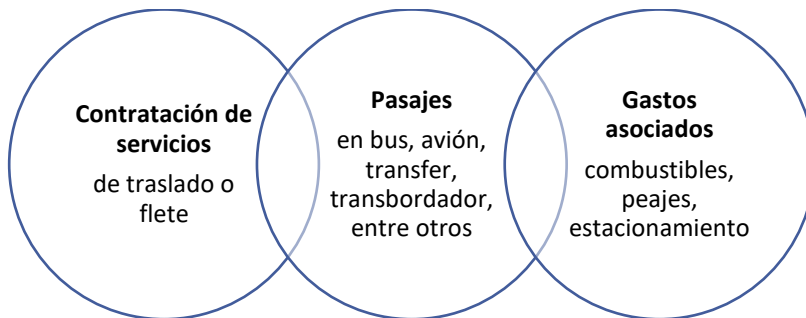 Contratación de
servicios
de traslado o
flete
Pasajes
en bus, avión,
transfer,
transbordador,
entre otros
Gastos
asociados
combustibles,
peajes,
estacionamiento